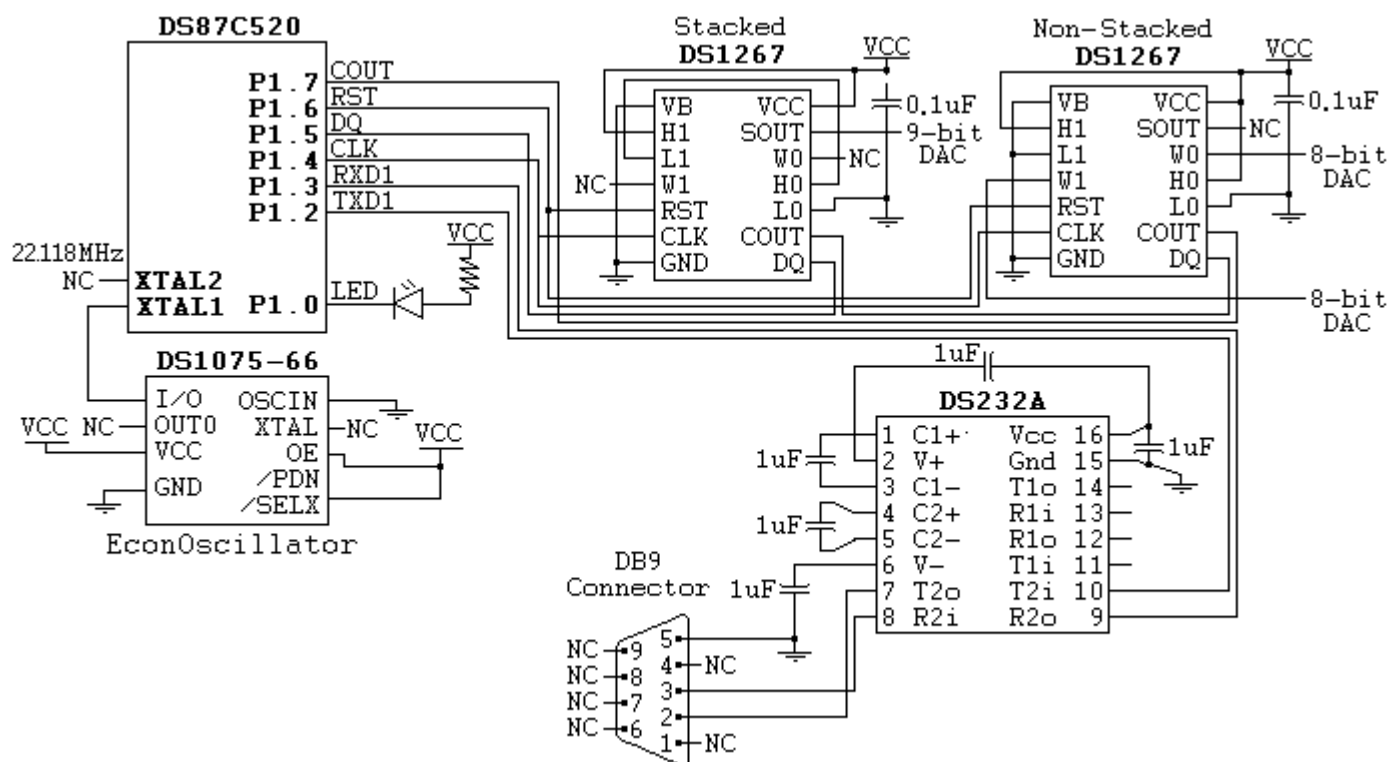 DS87C520
P1.7 COUT
P1.6 RST
P1.5 DQ
P1.4 CLK
P1.3 RXD1
P1.2 TXD1
22.118MHz
NC XTAL2
XTAL1 P1.0 LED
VCC
Stacked
DS1267
VCC
VB VCC 0.1uF
H1 SOUT 9-bit
DAC
L1 W0 NC
NC W1 H0
RST L0
CLK COUT
GND DQ
Non-Stacked
DS1267
VCC
VB VCC 0.1uF
H1 SOUT NC
L1 W0 8-bit
DAC
W1 H0
RST L0
CLK COUT
GND DQ
8-bit
DAC
DS1075-66
I/O OSCIN
VCC NC OUT0 XTAL NC VCC
VCC OE
/PDN
GND /SELX
EconOscillator
1uF
DS232A
1 C1+ Vcc 16
1uF 2 V+ Gnd 15 1uF
3 C1- T1o 14
4 C2+ R1i 13
1uF
5 C2- R1o 12
6 V- T1i 11
7 T2o T2i 10
8 R2i R2o 9
DB9
Connector 1uF
NC 9 5
NC 8 4 NC
NC 7 3
NC 6 2
1 NC